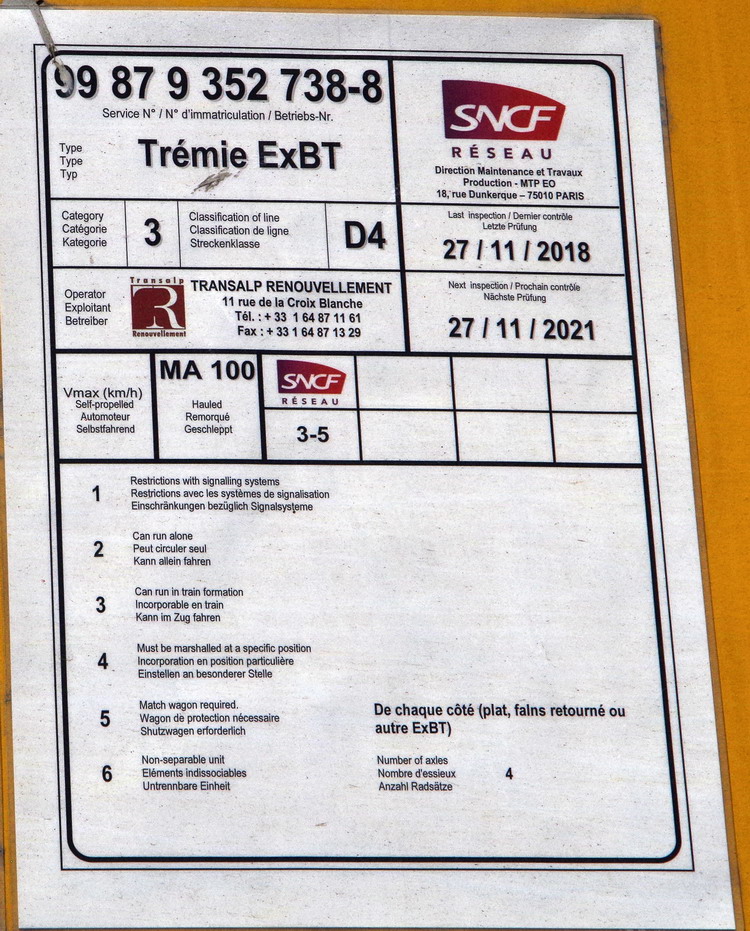 99 87 9 352 738-8
Service N° / N° d'immatriculation / Betriebs-Nr.
Type
Type
Typ
Trémie ExBT
SNCF
RÉSEAU
Direction Maintenance et Travaux
Production - MTP EO
18, rue Dunkerque – 75010 PARIS
Category
Catégorie
Kategorie
3
Classification of line
Classification de ligne
Streckenklasse
D4
Last inspection / Dernier contrôle
Letzte Prüfung
27 / 11 / 2018
Operator
Exploitant
Betreiber
Transalp
R
Renouvellement
TRANSALP RENOUVELLEMENT
11 rue de la Croix Blanche
Tél. : + 33 1 64 87 11 61
Fax : + 33 1 64 87 13 29
Next inspection / Prochain contrôle
Nächste Prüfung
27 / 11 / 2021
Vmax (km/h)
Self-propelled
Automoteur
Selbstfahrend
MA 100
Hauled
Remorqué
Geschleppt
SNCF
RÉSEAU
3-5
1
Restrictions with signalling systems
Restrictions avec les systèmes de signalisation
Einschränkungen bezüglich Signalsysteme
2
Can run alone
Peut circuler seul
Kann allein fahren
3
Can run in train formation
Incorporable en train
Kann im Zug fahren
4
Must be marshalled at a specific position
Incorporation en position particulière
Einstellen an besonderer Stelle
5
Match wagon required.
Wagon de protection nécessaire
Shutzwagen erforderlich
De chaque côté (plat, fains retourné ou
autre ExBT)
6
Non-separable unit
Eléments indissociables
Untrennbare Einheit
Number of axles
Nombre d'essieux
Anzahl Radsätze
4